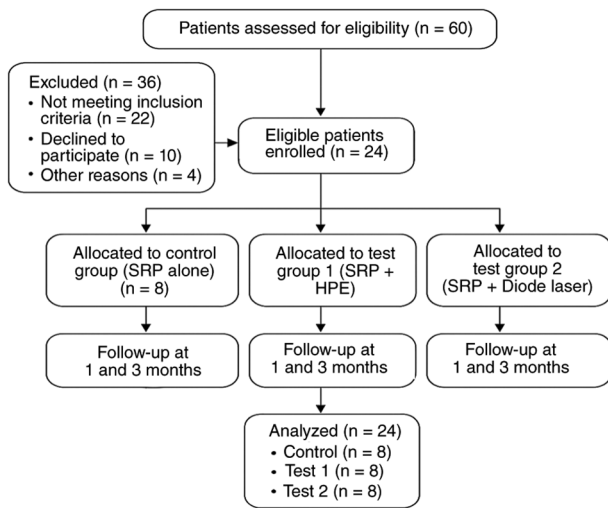 Patients assessed for eligibility (n = 60)
Excluded (n = 36)
• Not meeting inclusion
criteria (n = 22)
• Declined to
participate (n = 10)
• Other reasons (n = 4)
Eligible patients
enrolled (n = 24)
Allocated to control
group (SRP alone)
(n = 8)
Allocated to test
group 1 (SRP +
HPE)
Allocated to
test group 2
(SRP + Diode laser)
Follow-up at
1 and 3 months
Follow-up at
1 and 3 months
Follow-up at
1 and 3 months
Analyzed (n = 24)
• Control (n = 8)
• Test 1 (n = 8)
• Test 2 (n = 8)